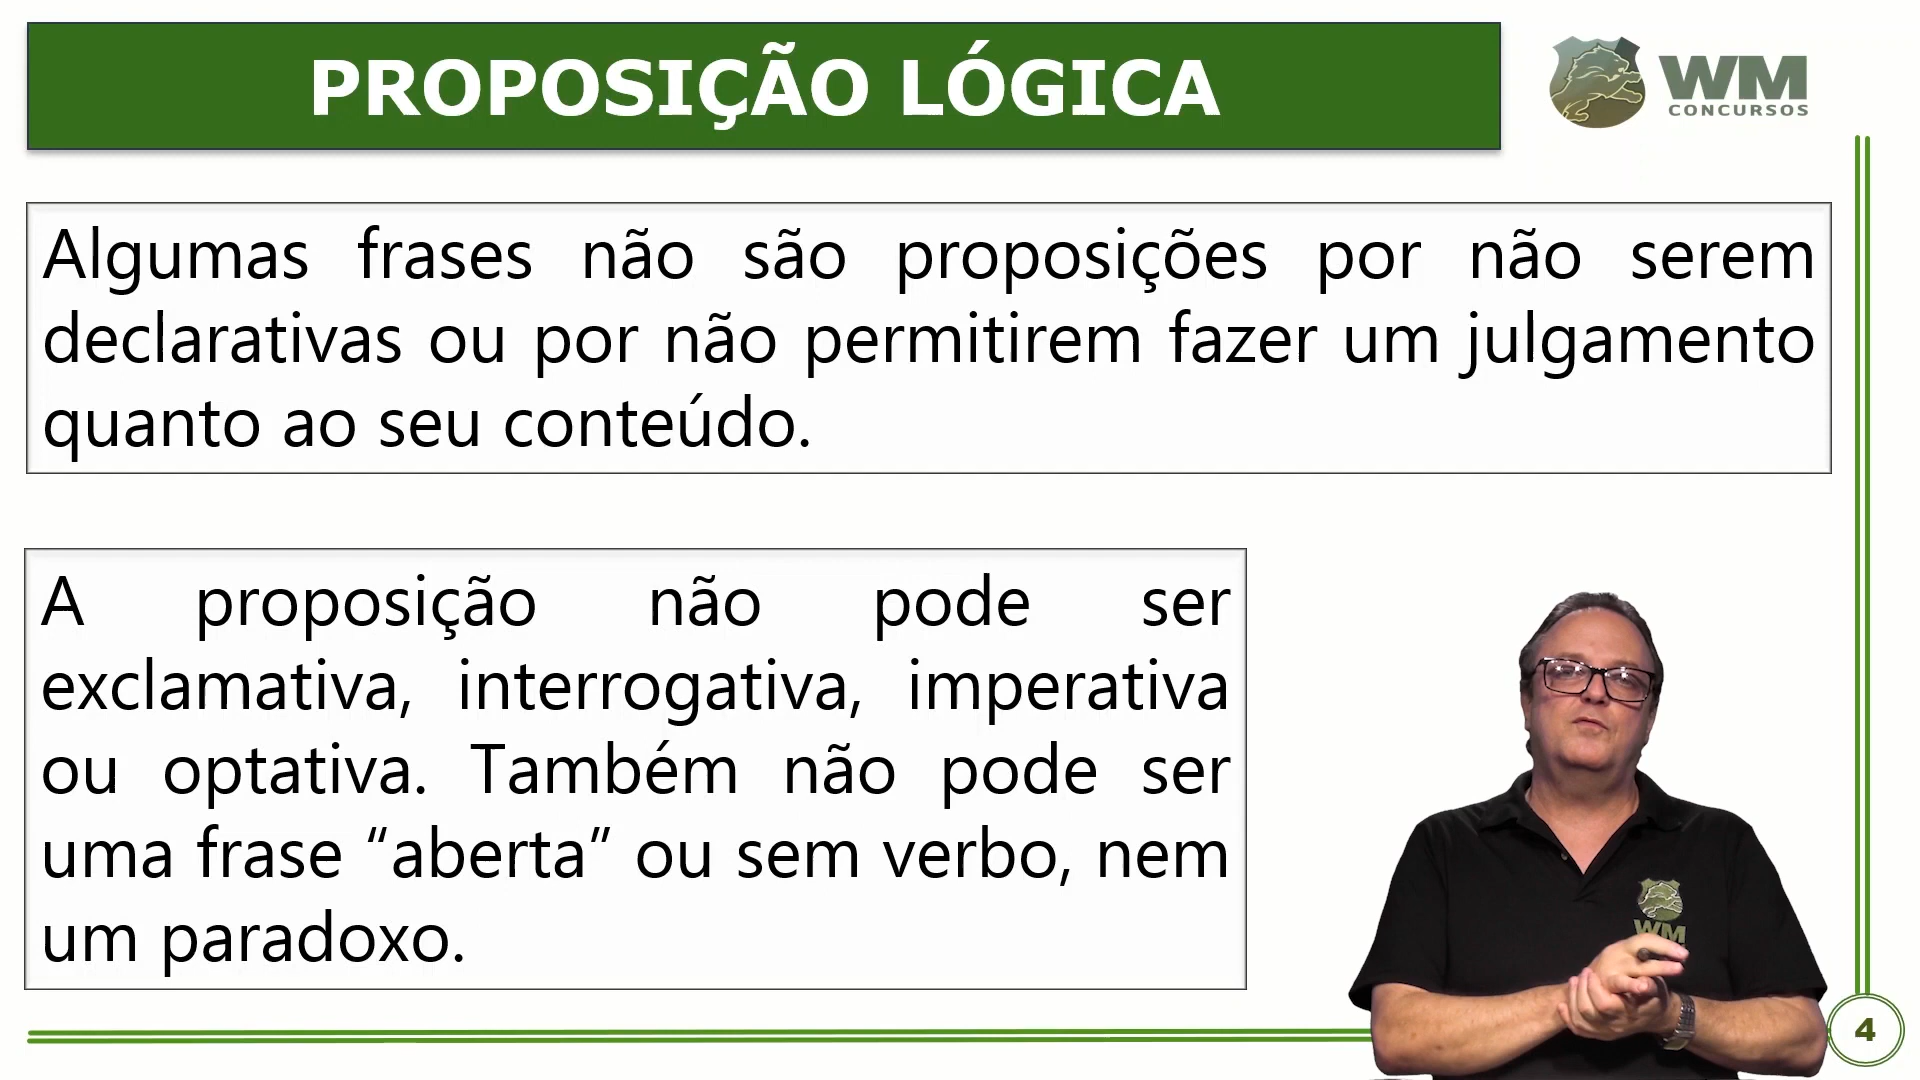 PROPOSIÇÃO LÓGICA
WM
CONCURSOS
Algumas frases não são proposições por não serem
declarativas ou por não permitirem fazer um julgamento
quanto ao seu conteúdo.
A proposição não pode ser
exclamativa, interrogativa, imperativa
ou optativa. Também não pode ser
uma frase “aberta” ou sem verbo, nem
um paradoxo.
WM
4